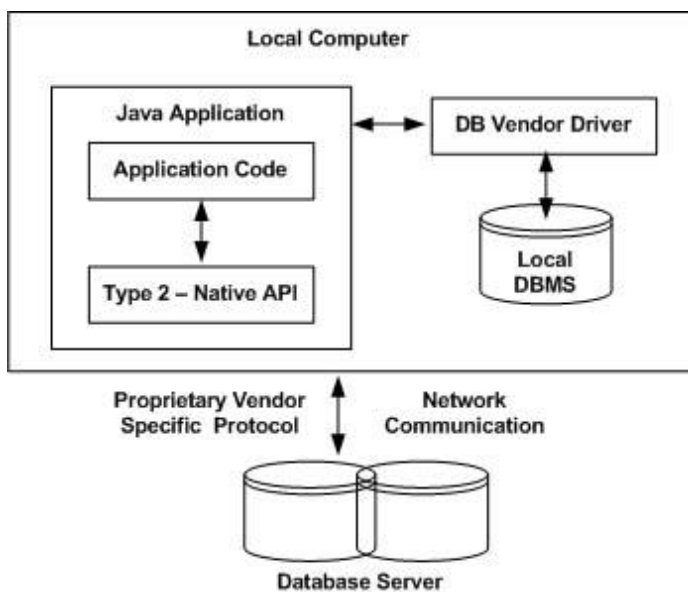 Local Computer
Java Application
Application Code
Type 2 – Native API
DB Vendor Driver
Local
DBMS
Proprietary Vendor
Specific Protocol
Network
Communication
Database Server